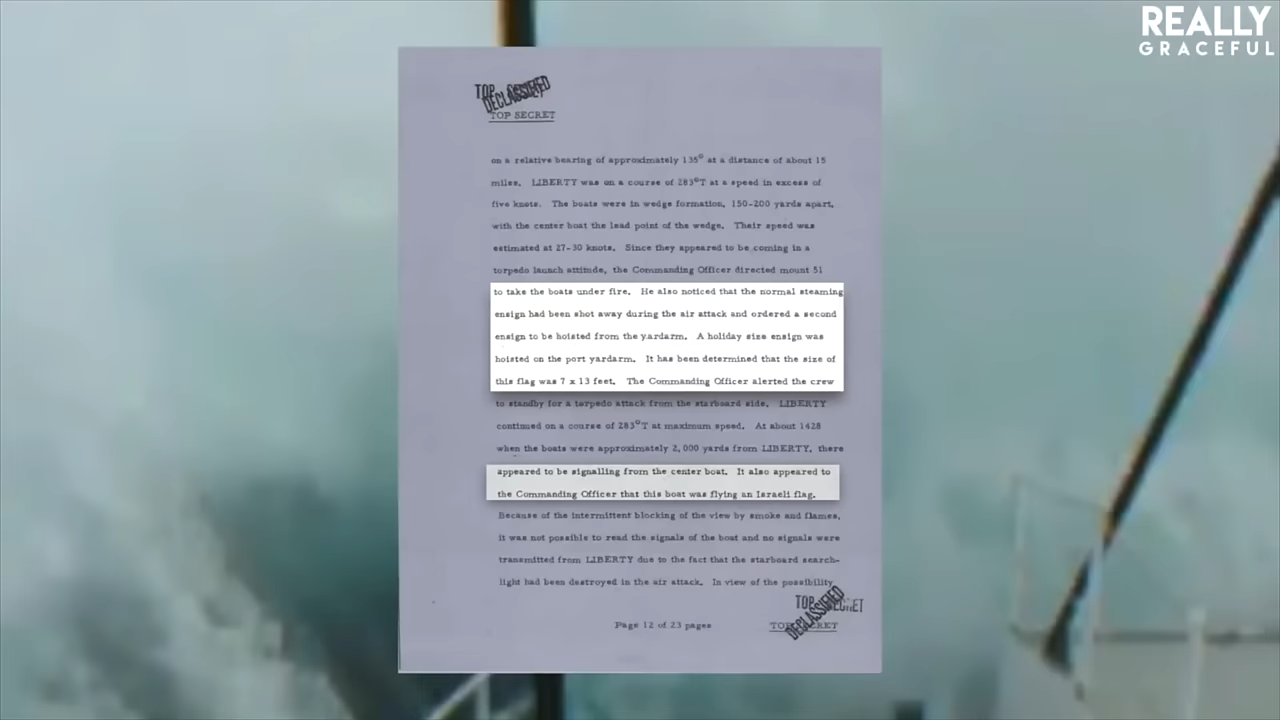 REALLY
GRACEFUL
TOP SECRET
DECLASSIFIED
TOP SECRET
on a relative bearing of approximately 135° at a distance of about 15
miles. LIBERTY was on a course of 283°T at a speed in excess of
five knots. The boats were in wedge formation, 150-200 yards apart,
with the center boat the lead point of the wedge. Their speed was
estimated at 27-30 knots. Since they appeared to be coming in a
torpedo launch attitude, the Commanding Officer directed mount 51
to take the boats under fire. He also noticed that the normal steaming
ensign had been shot away during the air attack and ordered a second
ensign to be hoisted from the yardarm. A holiday size ensign was
hoisted on the port yardarm. It has been determined that the size of
this flag was 7 x 13 feet. The Commanding Officer alerted the crew
to standby for a torpedo attack from the starboard side. LIBERTY
continued on a course of 283°T at maximum speed. At about 1428
when the boats were approximately 2,000 yards from LIBERTY, there
appeared to be signalling from the center boat. It also appeared to
the Commanding Officer that this boat was flying an Israeli flag.
Because of the intermittent blocking of the view by smoke and flames,
it was not possible to read the signals of the boat and no signals were
transmitted from LIBERTY due to the fact that the starboard search-
light had been destroyed in the air attack. In view of the possibility
TOP SECRET
DECLASSIFIED
Page 12 of 23 pages
TOP SECRET